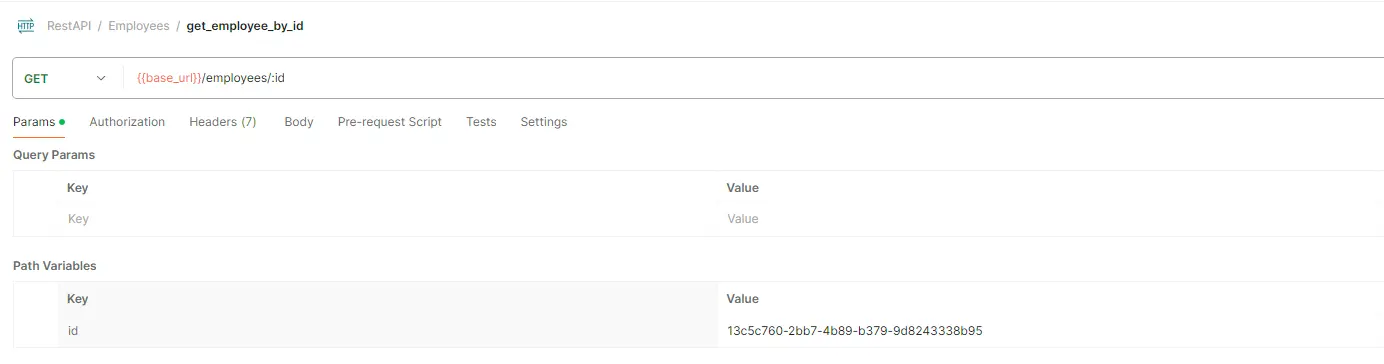 HTTP RestAPI / Employees / get_employee_by_id
GET {{base_url}}/employees/:id
Params Authorization Headers (7) Body Pre-request Script Tests Settings
Query Params
Key Value
Key Value
Path Variables
Key Value
id 13c5c760-2bb7-4b89-b379-9d8243338b95